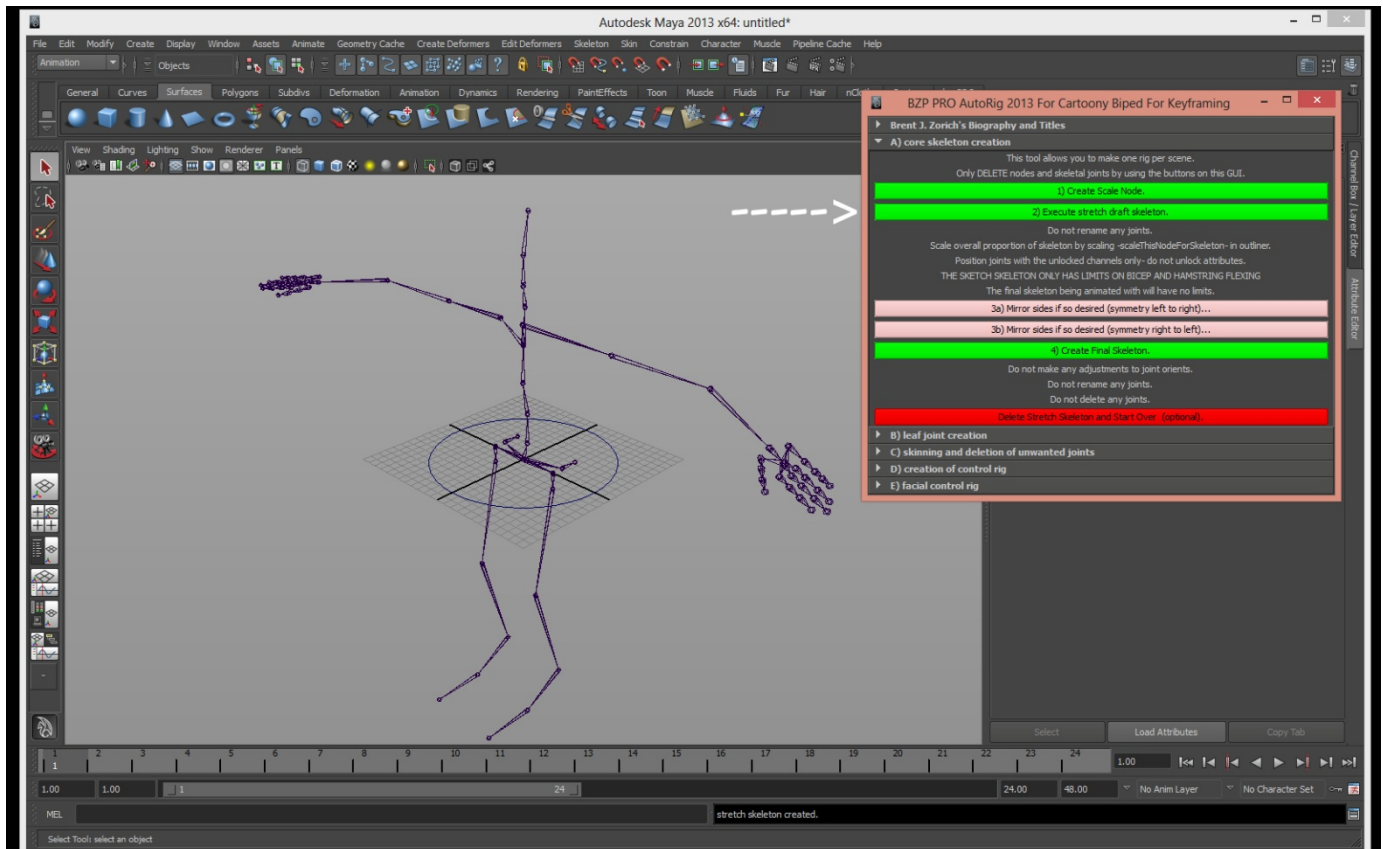 Autodesk Maya 2013 x64: untitled*
File Edit Modify Create Display Window Assets Animate Geometry Cache Create Deformers Edit Deformers Skeleton Skin Constrain Character Muscle Pipeline Cache Help
Animation Objects
General Curves Surfaces Polygons Subdivs Deformation Animation Dynamics Rendering PaintEffects Toon Muscle Fluids Fur Hair
View Shading Lighting Show Renderer Panels
BZP PRO AutoRig 2013 For Cartoony Biped For Keyframing
Brent J. Zorich's Biography and Titles
A) core skeleton creation
This tool allows you to make one rig per scene.
Only DELETE nodes and skeletal joints by using the buttons on this GUI.
1) Create Scale Node.
----->
2) Execute stretch draft skeleton.
Do not rename any joints.
Scale overall proportion of skeleton by scaling -scaleThisNodeForSkeleton- in outliner.
Position joints with the unlocked channels only- do not unlock attributes.
THE SKETCH SKELETON ONLY HAS LIMITS ON BICEP AND HAMSTRING FLEXING
The final skeleton being animated with will have no limits.
3a) Mirror sides if so desired (symmetry left to right)...
3b) Mirror sides if so desired (symmetry right to left)...
4) Create Final Skeleton.
Do not make any adjustments to joint orients.
Do not rename any joints.
Do not delete any joints.
Delete Stretch Skeleton and Start Over (optional).
B) leaf joint creation
C) skinning and deletion of unwanted joints
D) creation of control rig
E) facial control rig
Channel Box / Layer Editor
Attribute Editor
Select Load Attributes Copy Tab
1 2 3 4 5 6 7 8 9 10 11 12 13 14 15 16 17 18 19 20 21 22 23 24
1
1.00
1.00 1.00 1 24 24.00 48.00 No Anim Layer No Character Set
MEL stretch skeleton created.
Select Tool: select an object